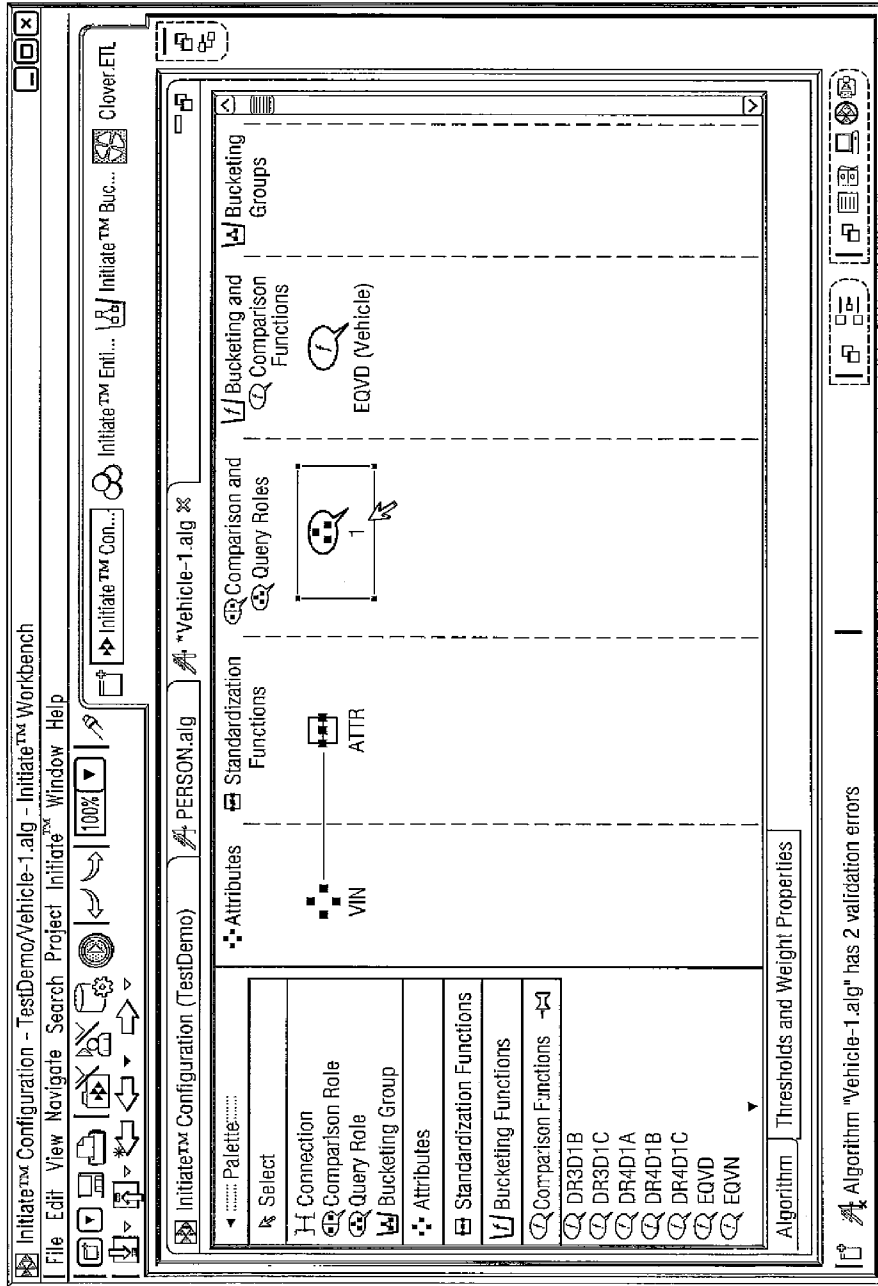 Initiate™ Configuration - TestDemo/Vehicle-1.alg - Initiate™ Workbench
File Edit View Navigate Search Project Initiate™ Window Help
100%
Initiate™ Con... Initiate™ Enti... Initiate™ Buc... Clover.ETL
Initiate™ Configuration (TestDemo)
PERSON.alg
*Vehicle-1.alg
Palette
Select
Connection
Comparison Role
Query Role
Bucketing Group
Attributes
Standardization Functions
Bucketing Functions
Comparison Functions
DR3D1B
DR3D1C
DR4D1A
DR4D1B
DR4D1C
EQVD
EQVN
Attributes
Standardization
Functions
Comparison and
Query Roles
Bucketing and
Comparison
Functions
Bucketing
Groups
VIN
ATTR
1
f
EQVD (Vehicle)
Algorithm
Thresholds and Weight Properties
Algorithm "Vehicle-1.alg" has 2 validation errors